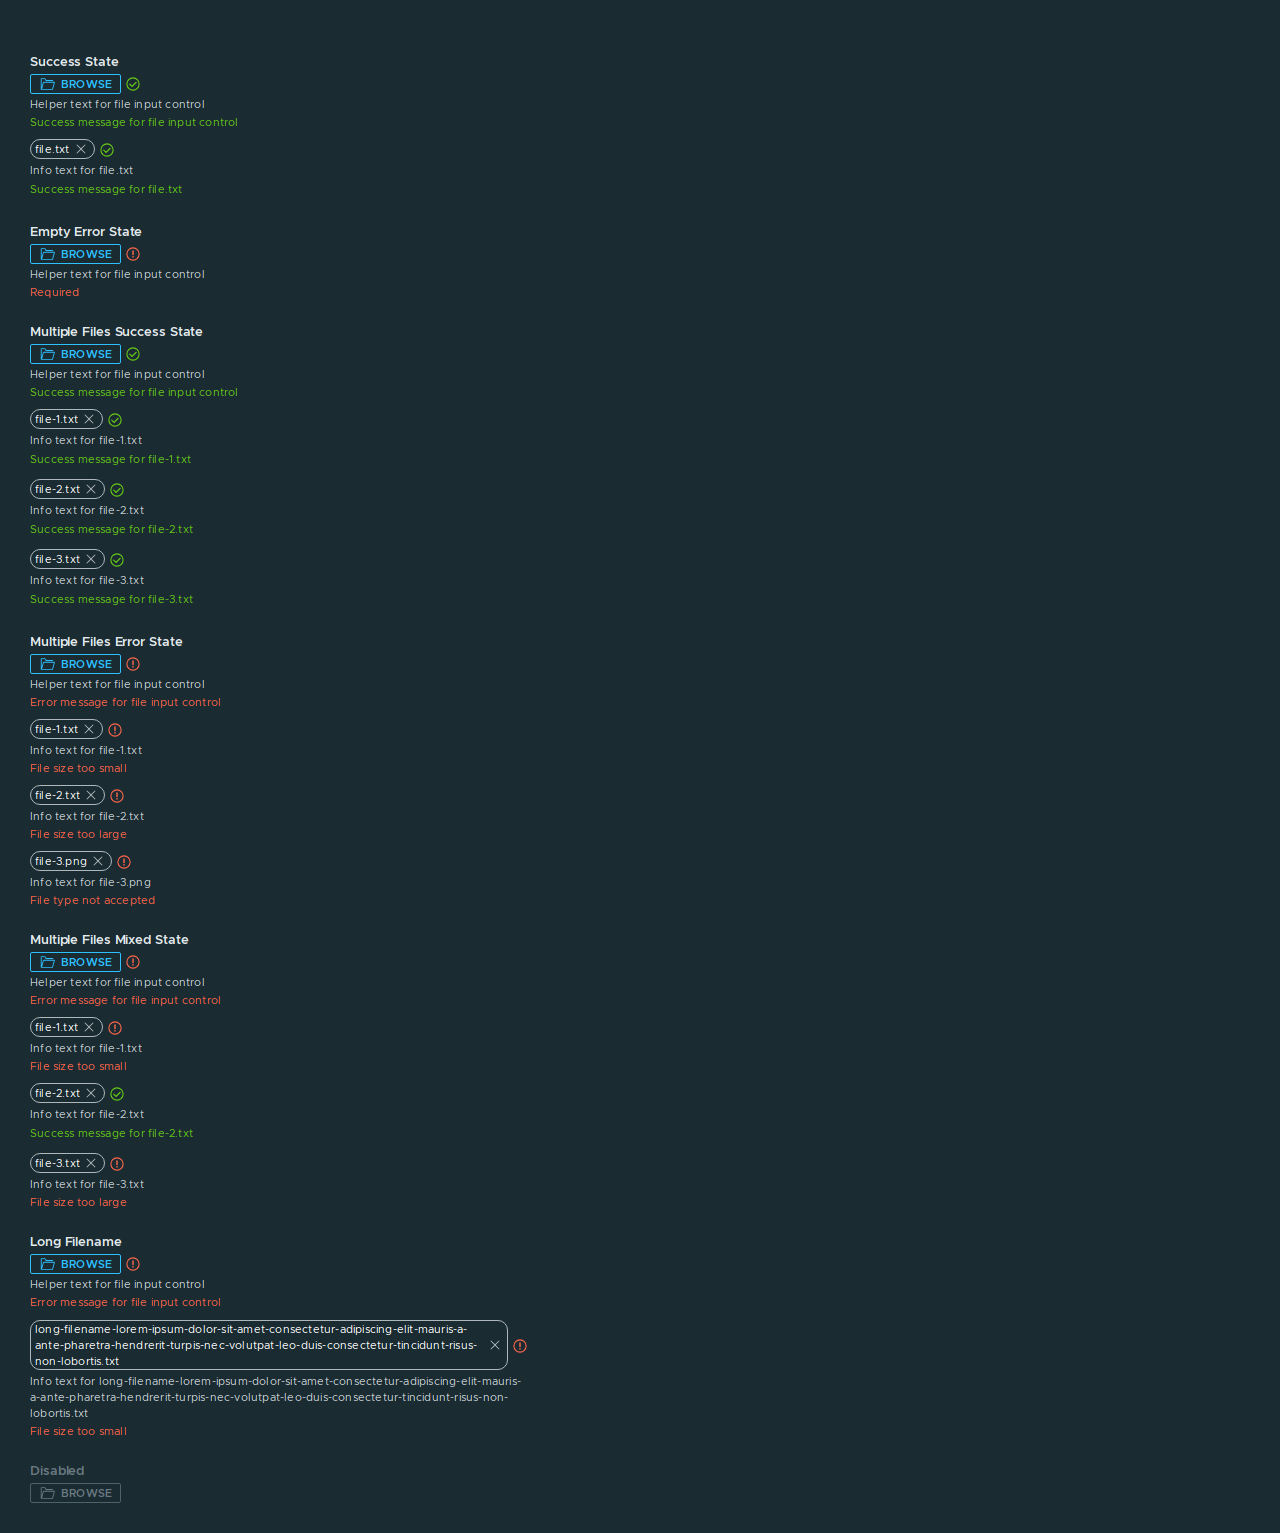 Success State
BROWSE
Helper text for file input control
Success message for file input control
file.txt
Info text for file.txt
Success message for file.txt
Empty Error State
BROWSE
Helper text for file input control
Required
Multiple Files Success State
BROWSE
Helper text for file input control
Success message for file input control
file-1.txt
Info text for file-1.txt
Success message for file-1.txt
file-2.txt
Info text for file-2.txt
Success message for file-2.txt
file-3.txt
Info text for file-3.txt
Success message for file-3.txt
Multiple Files Error State
BROWSE
Helper text for file input control
Error message for file input control
file-1.txt
Info text for file-1.txt
File size too small
file-2.txt
Info text for file-2.txt
File size too large
file-3.png
Info text for file-3.png
File type not accepted
Multiple Files Mixed State
BROWSE
Helper text for file input control
Error message for file input control
file-1.txt
Info text for file-1.txt
File size too small
file-2.txt
Info text for file-2.txt
Success message for file-2.txt
file-3.txt
Info text for file-3.txt
File size too large
Long Filename
BROWSE
Helper text for file input control
Error message for file input control
long-filename-lorem-ipsum-dolor-sit-amet-consectetur-adipiscing-elit-mauris-a-
ante-pharetra-hendrerit-turpis-nec-volutpat-leo-duis-consectetur-tincidunt-risus-
non-lobortis.txt
Info text for long-filename-lorem-ipsum-dolor-sit-amet-consectetur-adipiscing-elit-mauris-
a-ante-pharetra-hendrerit-turpis-nec-volutpat-leo-duis-consectetur-tincidunt-risus-non-
lobortis.txt
File size too small
Disabled
BROWSE